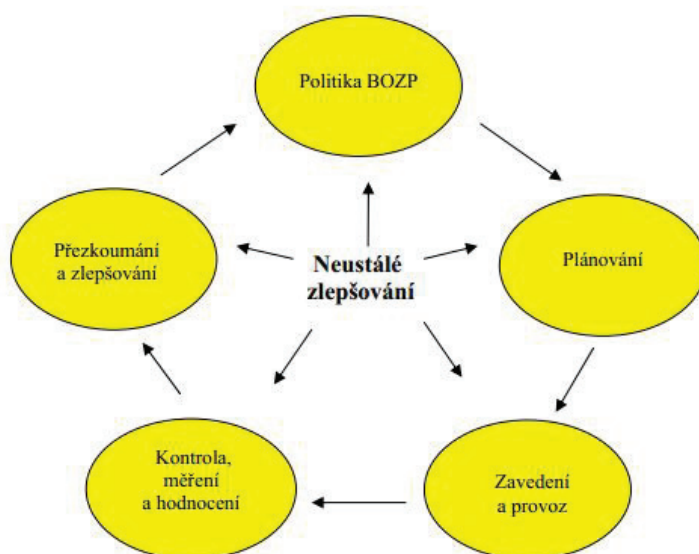 Politika BOZP
Přezkoumání
a zlepšování
Neustálé
zlepšování
Plánování
Kontrola,
měření
a hodnocení
Zavedení
a provoz